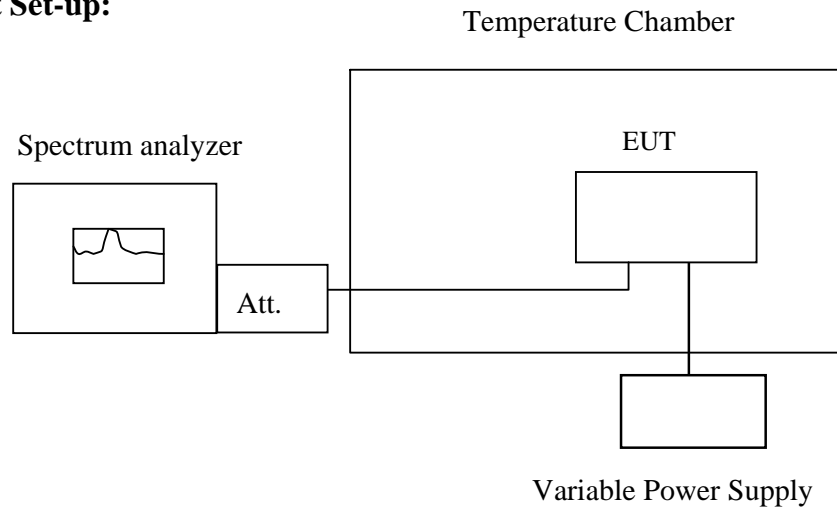 Set-up:
Temperature Chamber
Spectrum analyzer
EUT
Att.
Variable Power Supply